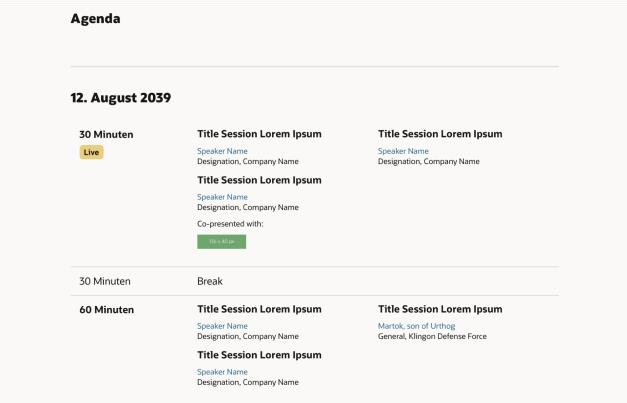 Agenda
12. August 2039
30 Minuten
Live
Title Session Lorem Ipsum
Speaker Name
Designation, Company Name
Title Session Lorem Ipsum
Speaker Name
Designation, Company Name
Co-presented with:
Title Session Lorem Ipsum
Speaker Name
Designation, Company Name
30 Minuten
Break
60 Minuten
Title Session Lorem Ipsum
Speaker Name
Designation, Company Name
Title Session Lorem Ipsum
Speaker Name
Designation, Company Name
Title Session Lorem Ipsum
Martok, son of Urthog
General, Klingon Defense Force